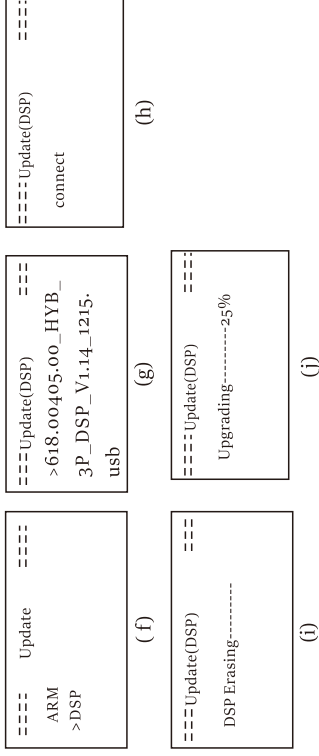 ==== Update ====
ARM
>DSP
( f)
====Update(DSP) ===
>618.00405.00_HYB_
3P_DSP_V1.14_1215.
usb
(g)
====Update(DSP) ===
connect
(h)
====Update(DSP) ===
DSP Erasing----------
(i)
====Update(DSP) ===
Upgrading----------25%
(j)